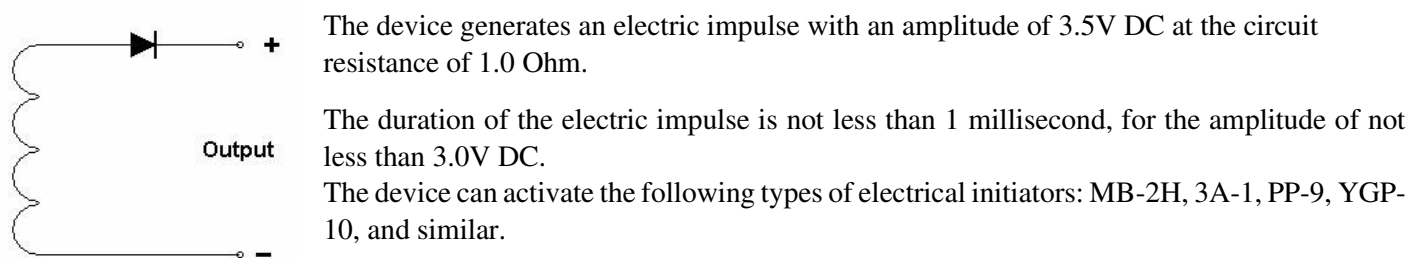 +
Output
−
The device generates an electric impulse with an amplitude of 3.5V DC at the circuit
resistance of 1.0 Ohm.
The duration of the electric impulse is not less than 1 millisecond, for the amplitude of not
less than 3.0V DC.
The device can activate the following types of electrical initiators: MB-2H, 3A-1, PP-9, YGP-
10, and similar.